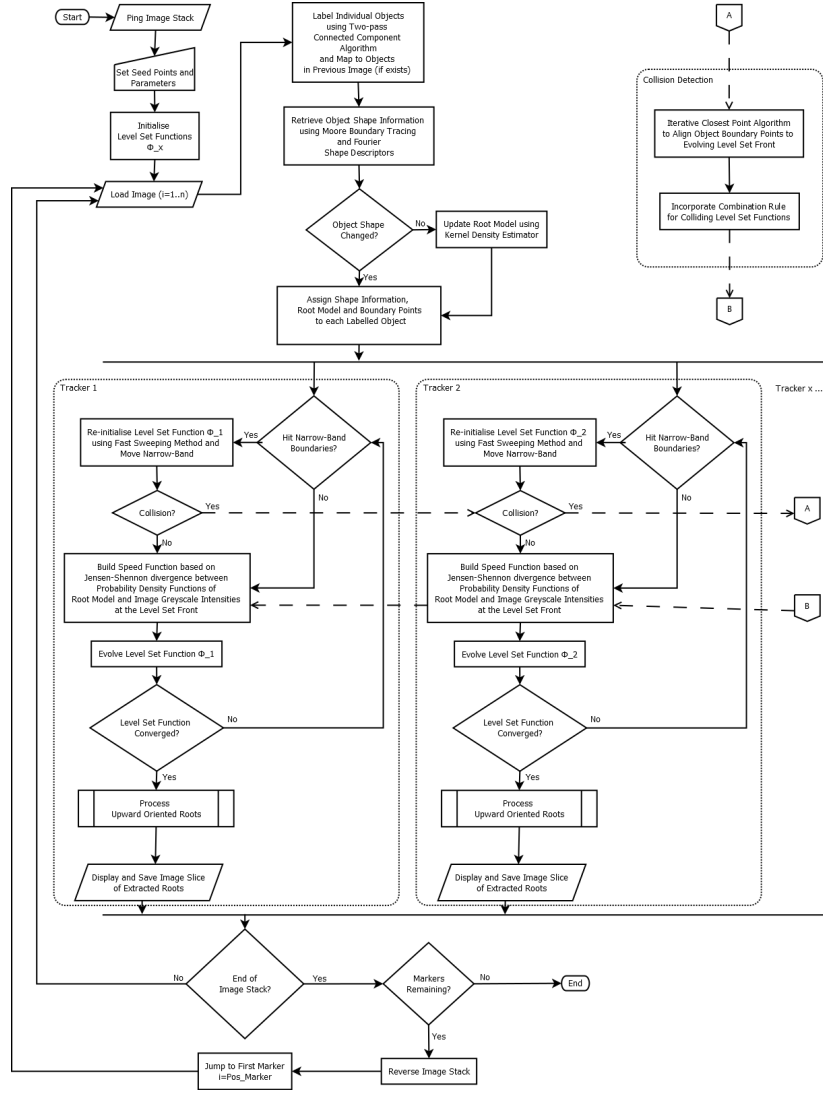 Start
Ping Image Stack
Set Seed Points and
Parameters
Initialise
Level Set Functions
Φ_x
Load Image (i=1..n)
Label Individual Objects
using Two-pass
Connected Component
Algorithm
and Map to Objects
in Previous Image (if exists)
Retrieve Object Shape Information
using Moore Boundary Tracing
and Fourier
Shape Descriptors
Object Shape
Changed?
No
Update Root Model using
Kernel Density Estimator
Yes
Assign Shape Information,
Root Model and Boundary Points
to each Labelled Object
A
Collision Detection
Iterative Closest Point Algorithm
to Align Object Boundary Points to
Evolving Level Set Front
Incorporate Combination Rule
for Colliding Level Set Functions
B
Tracker 1
Hit Narrow-Band
Boundaries?
Yes
Re-initialise Level Set Function Φ_1
using Fast Sweeping Method and
Move Narrow-Band
No
Collision?
Yes
No
Build Speed Function based on
Jensen-Shannon divergence between
Probability Density Functions of
Root Model and Image Greyscale Intensities
at the Level Set Front
Evolve Level Set Function Φ_1
Level Set Function
Converged?
No
Yes
Process
Upward Oriented Roots
Display and Save Image Slice
of Extracted Roots
Tracker 2
Hit Narrow-Band
Boundaries?
Yes
Re-initialise Level Set Function Φ_2
using Fast Sweeping Method and
Move Narrow-Band
No
Collision?
Yes
No
Build Speed Function based on
Jensen-Shannon divergence between
Probability Density Functions of
Root Model and Image Greyscale Intensities
at the Level Set Front
Evolve Level Set Function Φ_2
Level Set Function
Converged?
No
Yes
Process
Upward Oriented Roots
Display and Save Image Slice
of Extracted Roots
Tracker x ...
A
B
End of
Image Stack?
No
Yes
Markers
Remaining?
No
End
Yes
Reverse Image Stack
Jump to First Marker
i=Pos_Marker